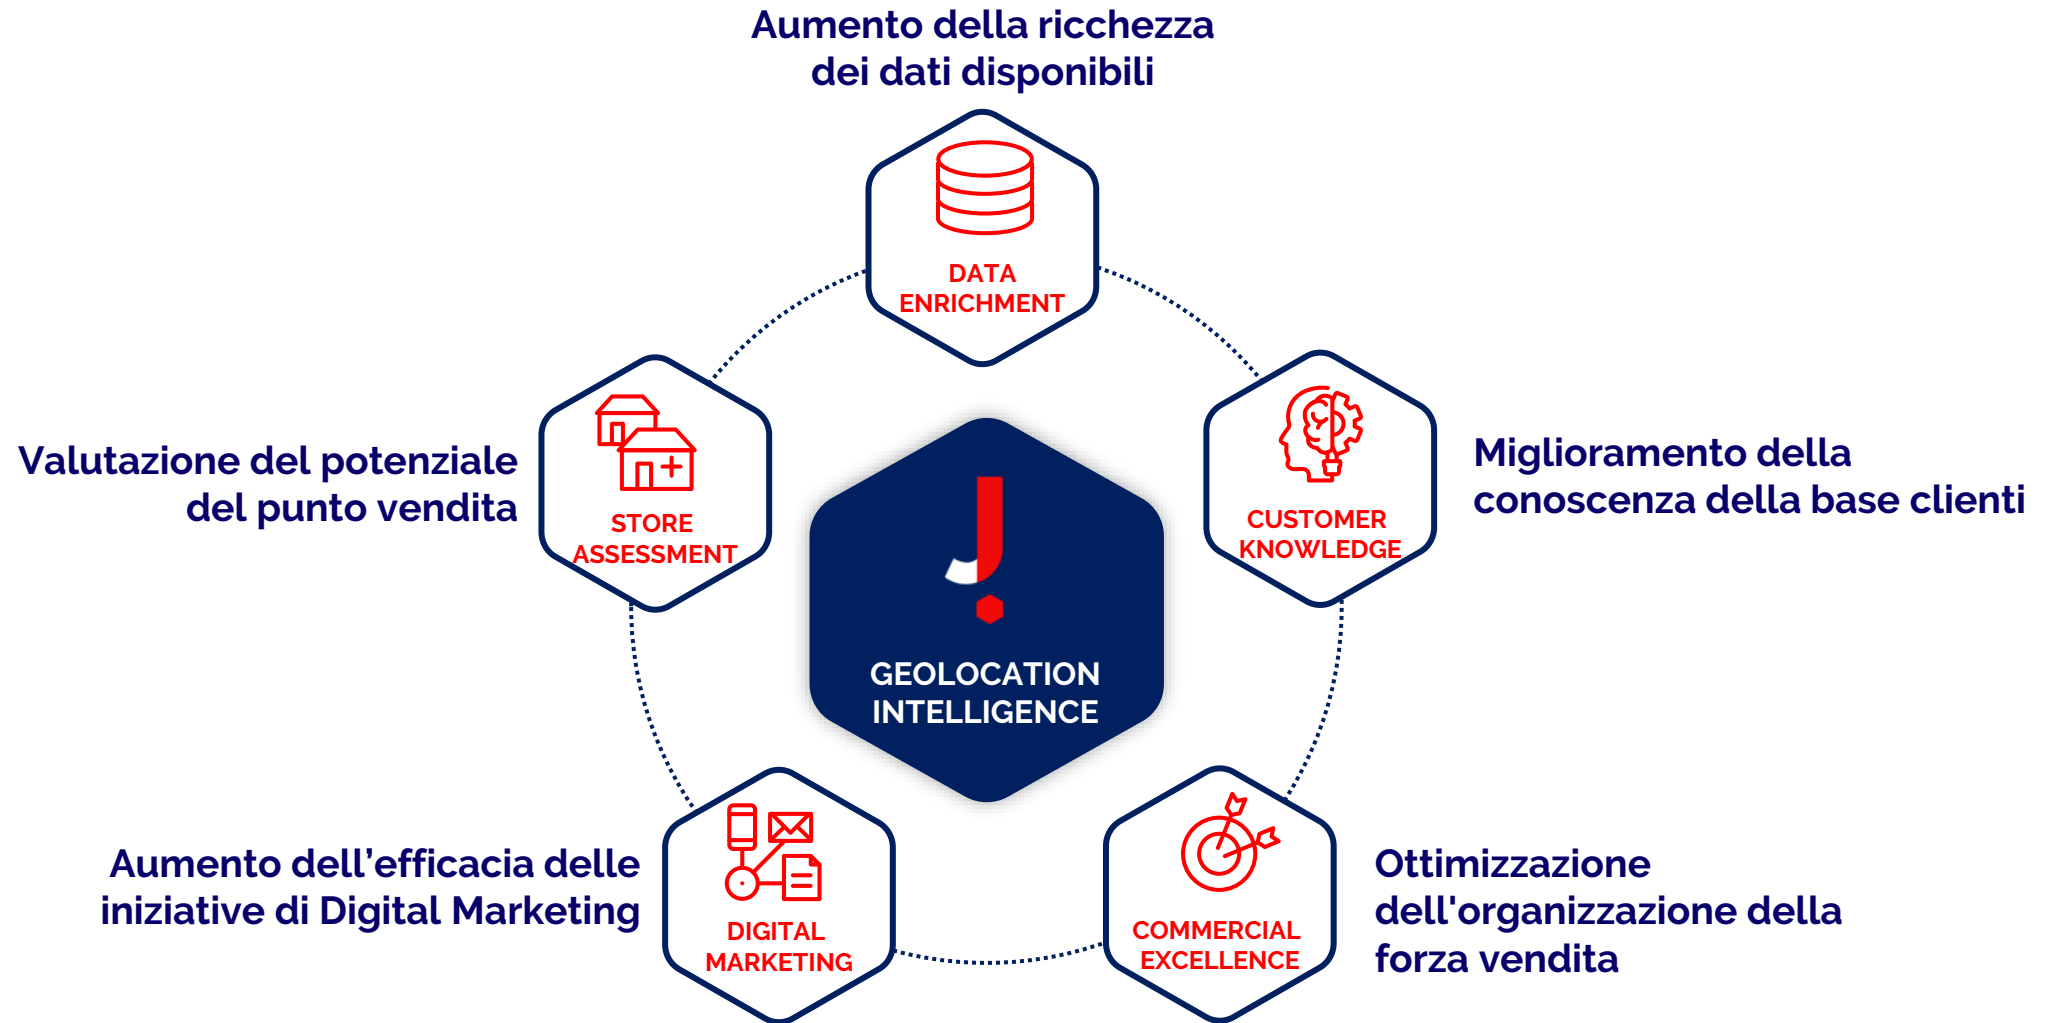 Aumento della ricchezza
dei dati disponibili
DATA
ENRICHMENT
Valutazione del potenziale
del punto vendita
STORE
ASSESSMENT
CUSTOMER
KNOWLEDGE
Miglioramento della
conoscenza della base clienti
GEOLOCATION
INTELLIGENCE
Aumento dell’efficacia delle
iniziative di Digital Marketing
DIGITAL
MARKETING
COMMERCIAL
EXCELLENCE
Ottimizzazione
dell'organizzazione della
forza vendita